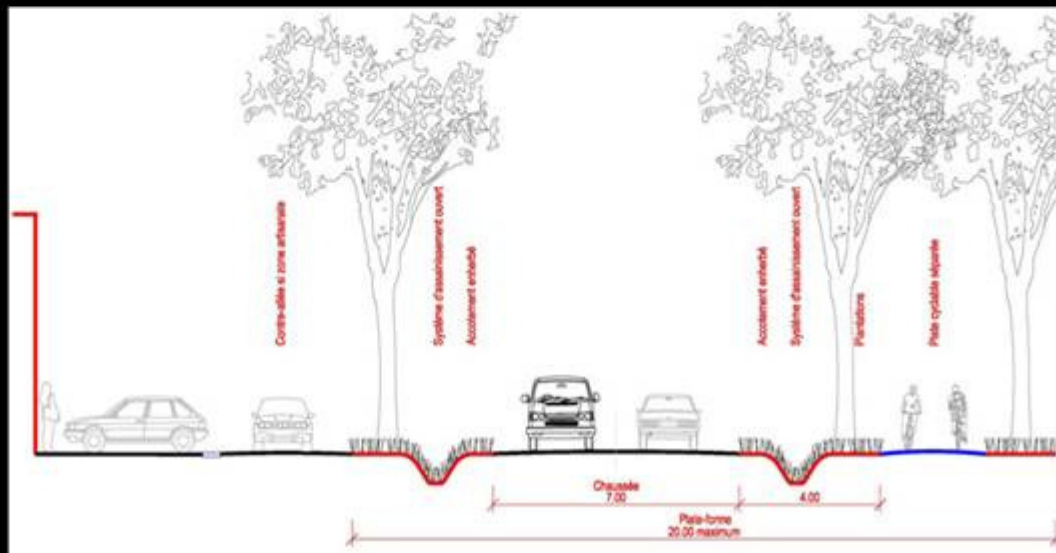 Contre-allée si zone artisanale
Système d'assainissement ouvert
Accotement enherbé
Accotement enherbé
Système d'assainissement ouvert
Plantations
Piste cyclable séparée
Chaussée
7.00
4.00
Plate-forme
20.00 maximum